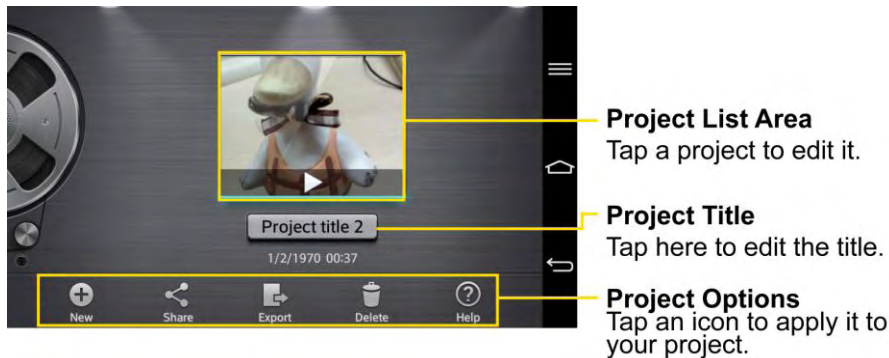 Project List Area
Tap a project to edit it.
Project title 2
Project Title
Tap here to edit the title.
1/2/1970 00:37
New
Share
Export
Delete
Help
Project Options
Tap an icon to apply it to
your project.